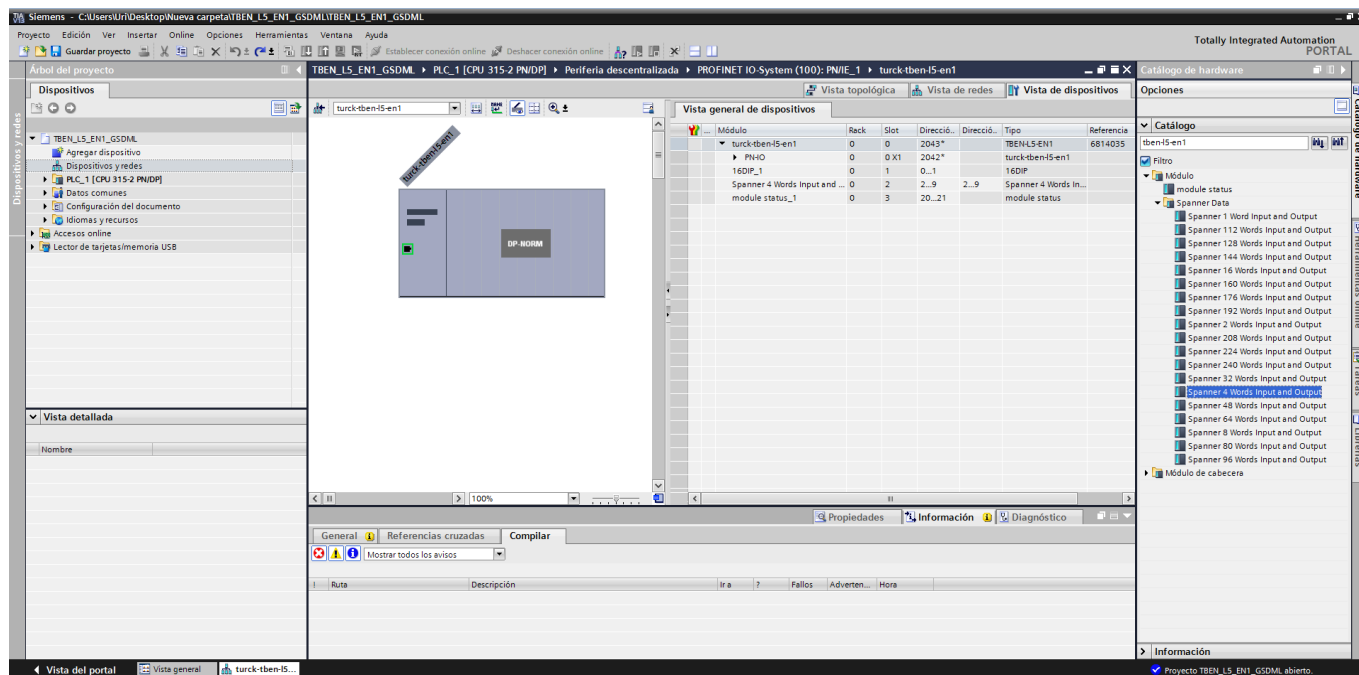 Siemens - C:\Users\Uri\Desktop\Nueva carpeta\TBEN_L5_EN1_GSDML\TBEN_L5_EN1_GSDML
Proyecto Edición Ver Insertar Online Opciones Herramientas Ventana Ayuda
Guardar proyecto Establecer conexión online Deshacer conexión online
Totally Integrated Automation
PORTAL
Árbol del proyecto
Dispositivos
Dispositivos y redes
TBEN_L5_EN1_GSDML
Agregar dispositivo
Dispositivos y redes
PLC_1 [CPU 315-2 PN/DP]
Datos comunes
Configuración del documento
Idiomas y recursos
Accesos online
Lector de tarjetas/memoria USB
Vista detallada
Nombre
TBEN_L5_EN1_GSDML PLC_1 [CPU 315-2 PN/DP] Periferia descentralizada PROFINET IO-System (100): PN/IE_1 turck-tben-l5-en1
Vista topológica Vista de redes Vista de dispositivos
turck-tben-l5-en1
turck-tben-l5-en1
DP-NORM
100%
Vista general de dispositivos
... Módulo Rack Slot Direcció.. Direcció.. Tipo Referencia
turck-tben-l5-en1 0 0 2043* TBEN-L5-EN1 6814035
PN-IO 0 0 X1 2042* turck-tben-l5-en1
16DIP_1 0 1 0...1 16DIP
Spanner 4 Words Input and ... 0 2 2...9 2...9 Spanner 4 Words In...
module status_1 0 3 20...21 module status
Propiedades Información Diagnóstico
General Referencias cruzadas Compilar
Mostrar todos los avisos
! Ruta Descripción Ir a ? Fallos Adverten... Hora
Catálogo de hardware
Opciones
Catálogo
tben-l5-en1
Filtro
Módulo
module status
Spanner Data
Spanner 1 Word Input and Output
Spanner 112 Words Input and Output
Spanner 128 Words Input and Output
Spanner 144 Words Input and Output
Spanner 16 Words Input and Output
Spanner 160 Words Input and Output
Spanner 176 Words Input and Output
Spanner 192 Words Input and Output
Spanner 2 Words Input and Output
Spanner 208 Words Input and Output
Spanner 224 Words Input and Output
Spanner 240 Words Input and Output
Spanner 32 Words Input and Output
Spanner 4 Words Input and Output
Spanner 48 Words Input and Output
Spanner 64 Words Input and Output
Spanner 8 Words Input and Output
Spanner 80 Words Input and Output
Spanner 96 Words Input and Output
Módulo de cabecera
Información
Catálogo de hardware
Herramientas online
Tareas
Librerías
Vista del portal Vista general turck-tben-l5...
Proyecto TBEN_L5_EN1_GSDML abierto.